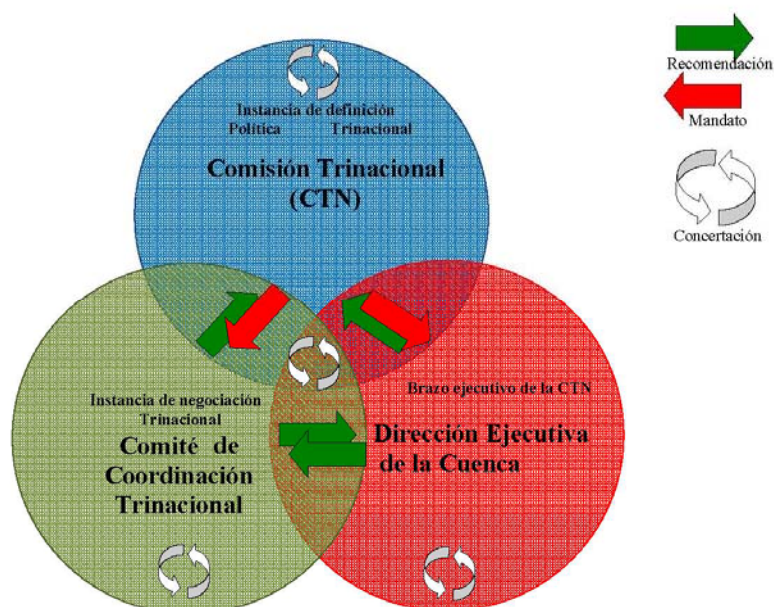 Instancia de definición
Política Trinacional
Comisión Trinacional
(CTN)
Recomendación
Mandato
Concertación
Instancia de negociación
Trinacional
Comité de
Coordinación
Trinacional
Brazo ejecutivo de la CTN
Dirección Ejecutiva
de la Cuenca